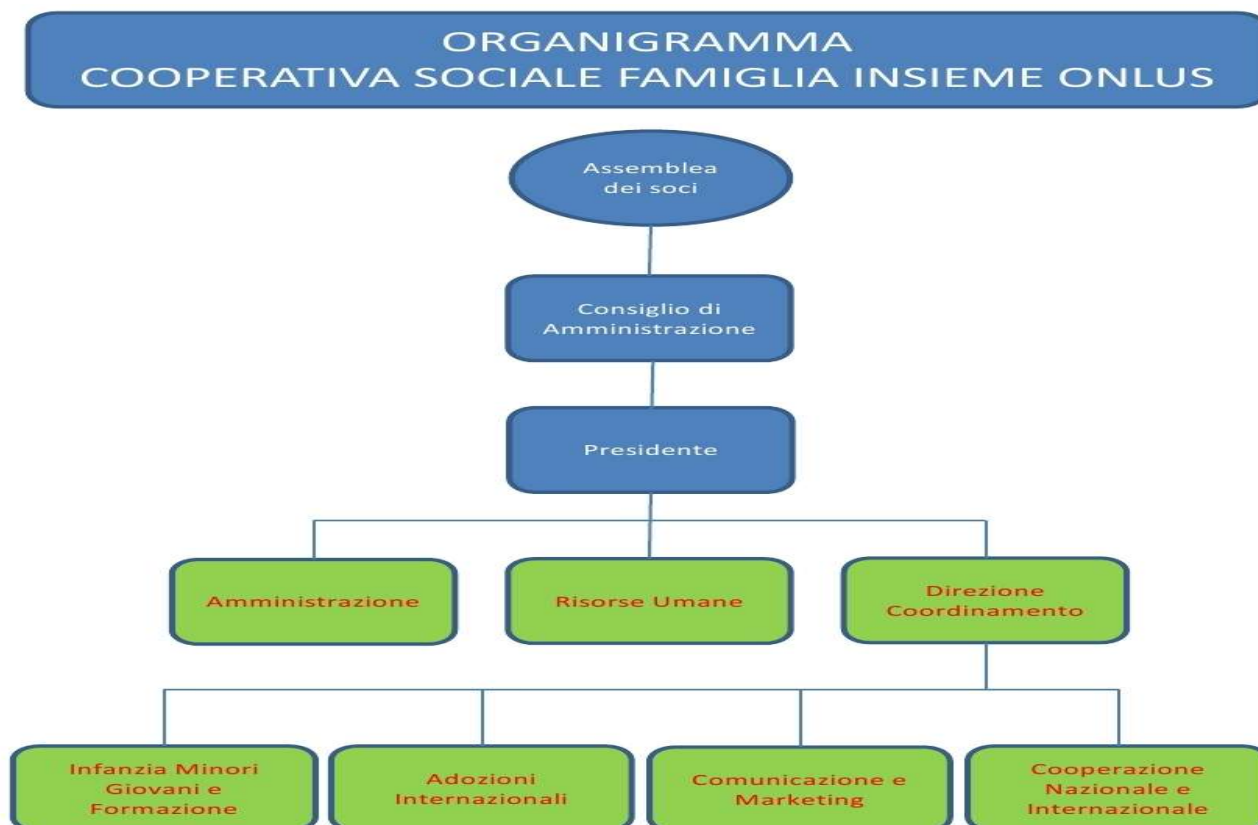 ORGANIGRAMMA
COOPERATIVA SOCIALE FAMIGLIA INSIEME ONLUS
Assemblea
dei soci
Consiglio di
Amministrazione
Presidente
Amministrazione
Risorse Umane
Direzione
Coordinamento
Infanzia Minori
Giovani e
Formazione
Adozioni
Internazionali
Comunicazione e
Marketing
Cooperazione
Nazionale e
Internazionale